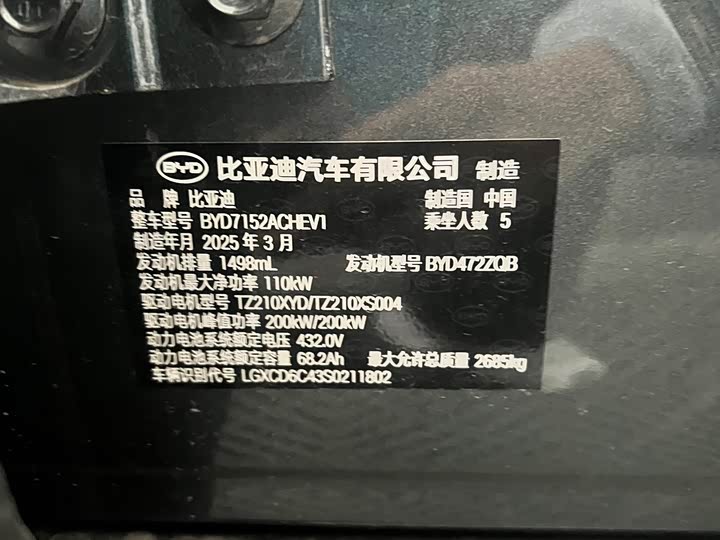 BYD 比亚迪汽车有限公司 制造
品 牌 比亚迪 制造国 中国
整车型号 BYD7152ACHEV1 乘坐人数 5
制造年月 2025 年 3 月
发动机排量 1498mL 发动机型号 BYD472ZQB
发动机最大净功率 110kW
驱动电机型号 TZ210XYD/TZ210XS004
驱动电机峰值功率 200kW/200kW
动力电池系统额定电压 432.0V
动力电池系统额定容量 68.2Ah 最大允许总质量 2685kg
车辆识别代号 LGXCD6C43S0211802